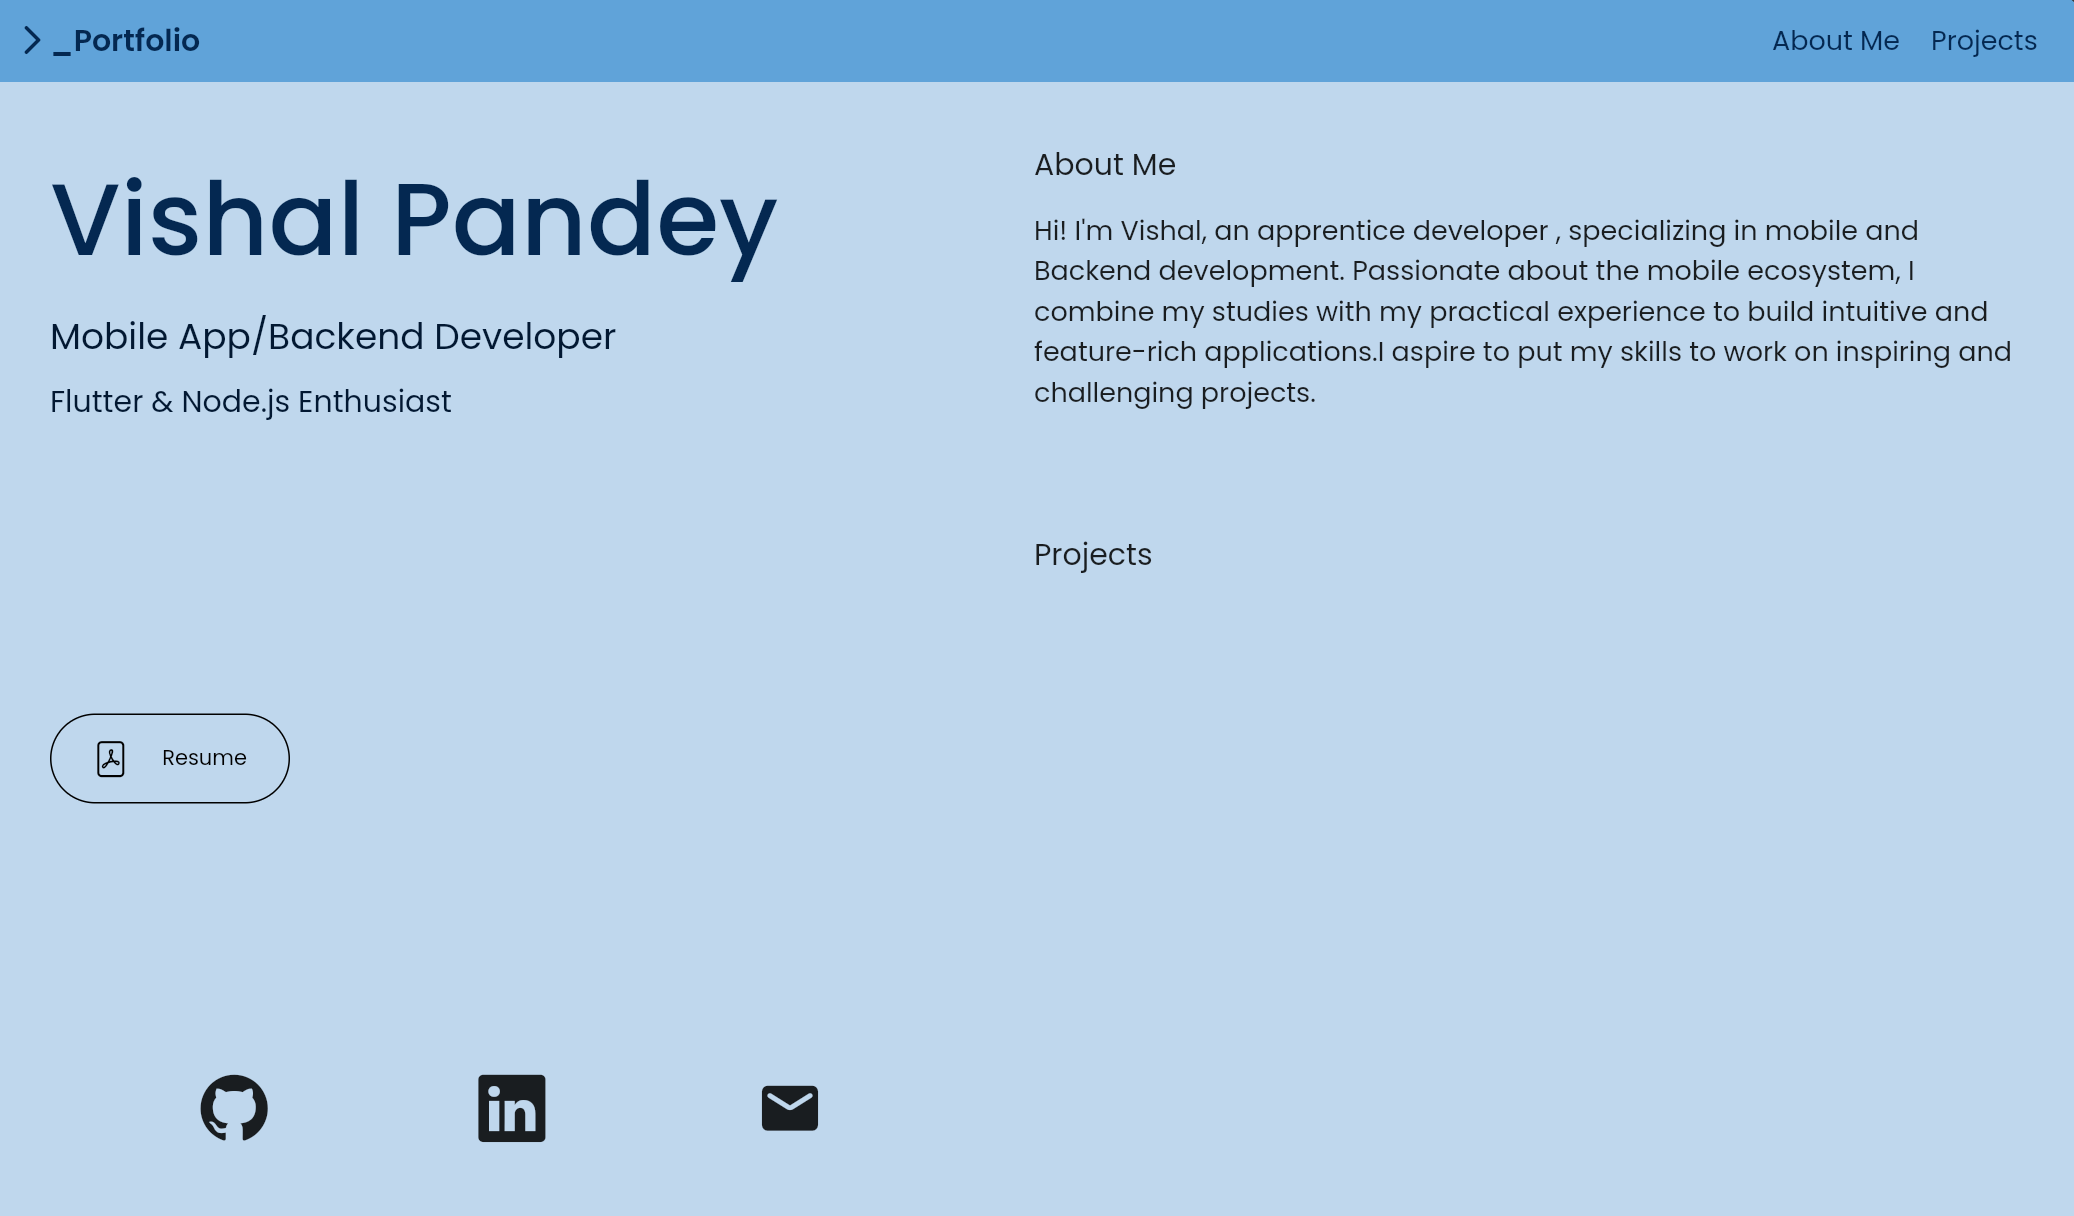 _Portfolio
About Me
Projects
Vishal Pandey
Mobile App/Backend Developer
Flutter & Node.js Enthusiast
Resume
About Me
Hi! I'm Vishal, an apprentice developer , specializing in mobile and
Backend development. Passionate about the mobile ecosystem, I
combine my studies with my practical experience to build intuitive and
feature-rich applications.I aspire to put my skills to work on inspiring and
challenging projects.
Projects